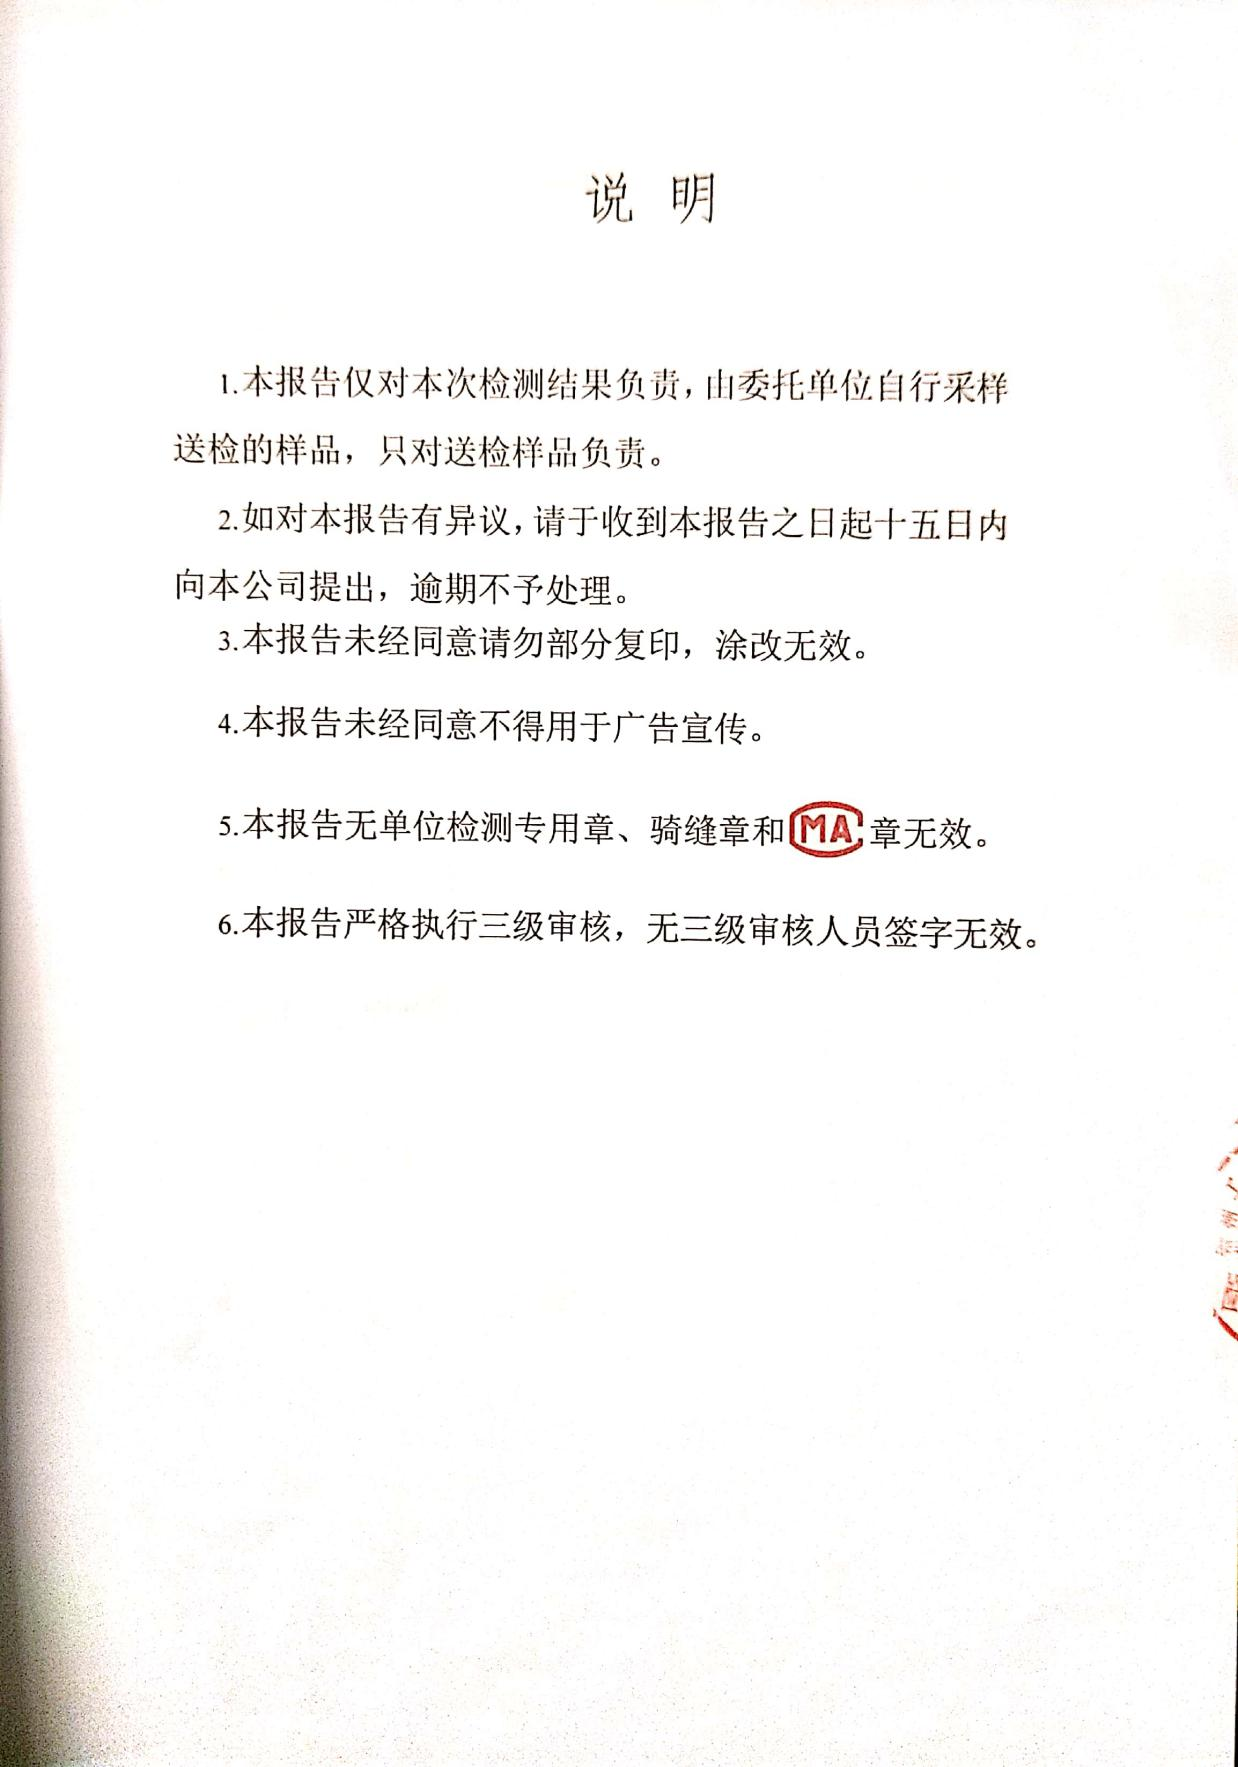 说 明
1.本报告仅对本次检测结果负责，由委托单位自行采样
送检的样品，只对送检样品负责。
2.如对本报告有异议，请于收到本报告之日起十五日内
向本公司提出，逾期不予处理。
3.本报告未经同意请勿部分复印，涂改无效。
4.本报告未经同意不得用于广告宣传。
5.本报告无单位检测专用章、骑缝章和MA章无效。
6.本报告严格执行三级审核，无三级审核人员签字无效。